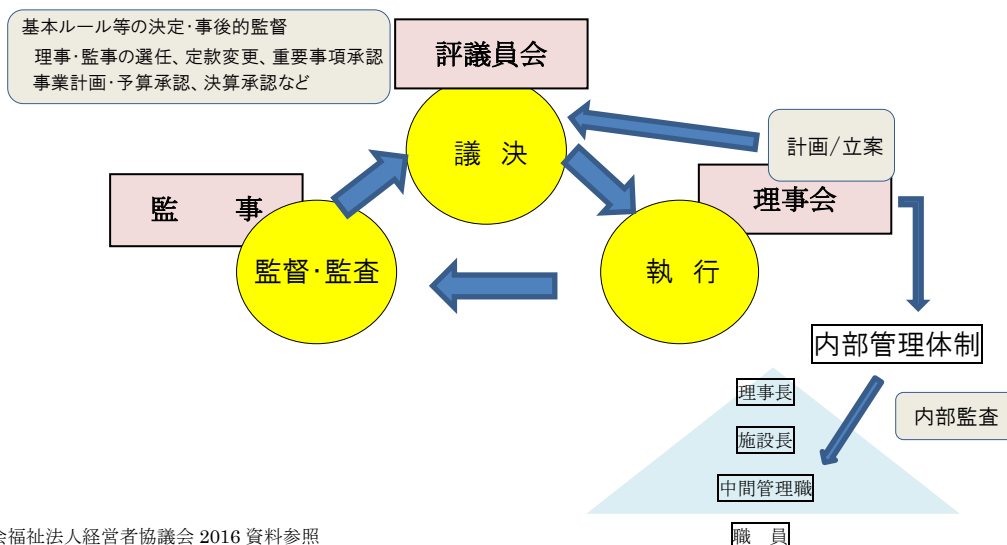 基本ルール等の決定･事後的監督
理事･監事の選任、定款変更、重要事項承認
事業計画･予算承認、決算承認など
評議員会
議 決
計画/立案
理事会
監 事
監督･監査
執 行
内部管理体制
理事長
内部監査
施設長
中間管理職
職 員
会福祉法人経営者協議会 2016 資料参照